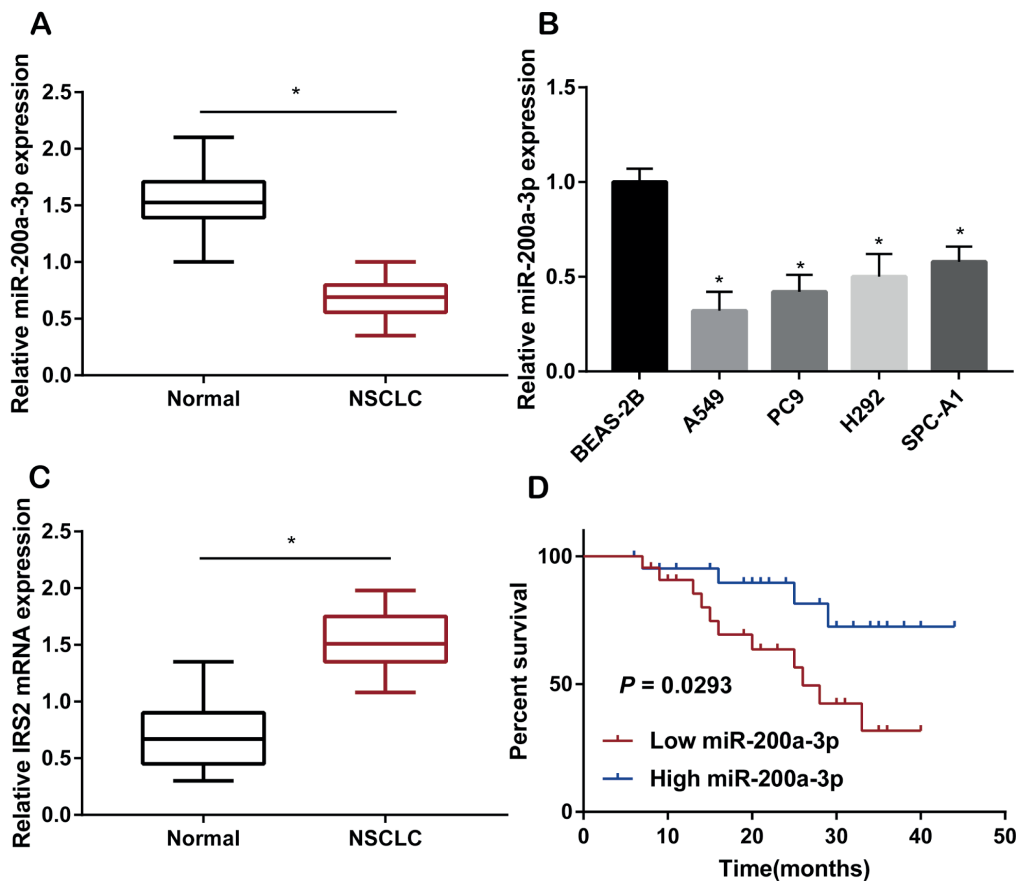 A
Relative miR-200a-3p expression
2.5
2.0
1.5
1.0
0.5
0.0
*
Normal
NSCLC
B
Relative miR-200a-3p expression
1.5
1.0
0.5
0.0
*
*
*
*
BEAS-2B
A549
PC9
H292
SPC-A1
C
Relative IRS2 mRNA expression
2.5
2.0
1.5
1.0
0.5
0.0
*
Normal
NSCLC
D
Percent survival
100
50
0
P = 0.0293
Low miR-200a-3p
High miR-200a-3p
0
10
20
30
40
50
Time(months)